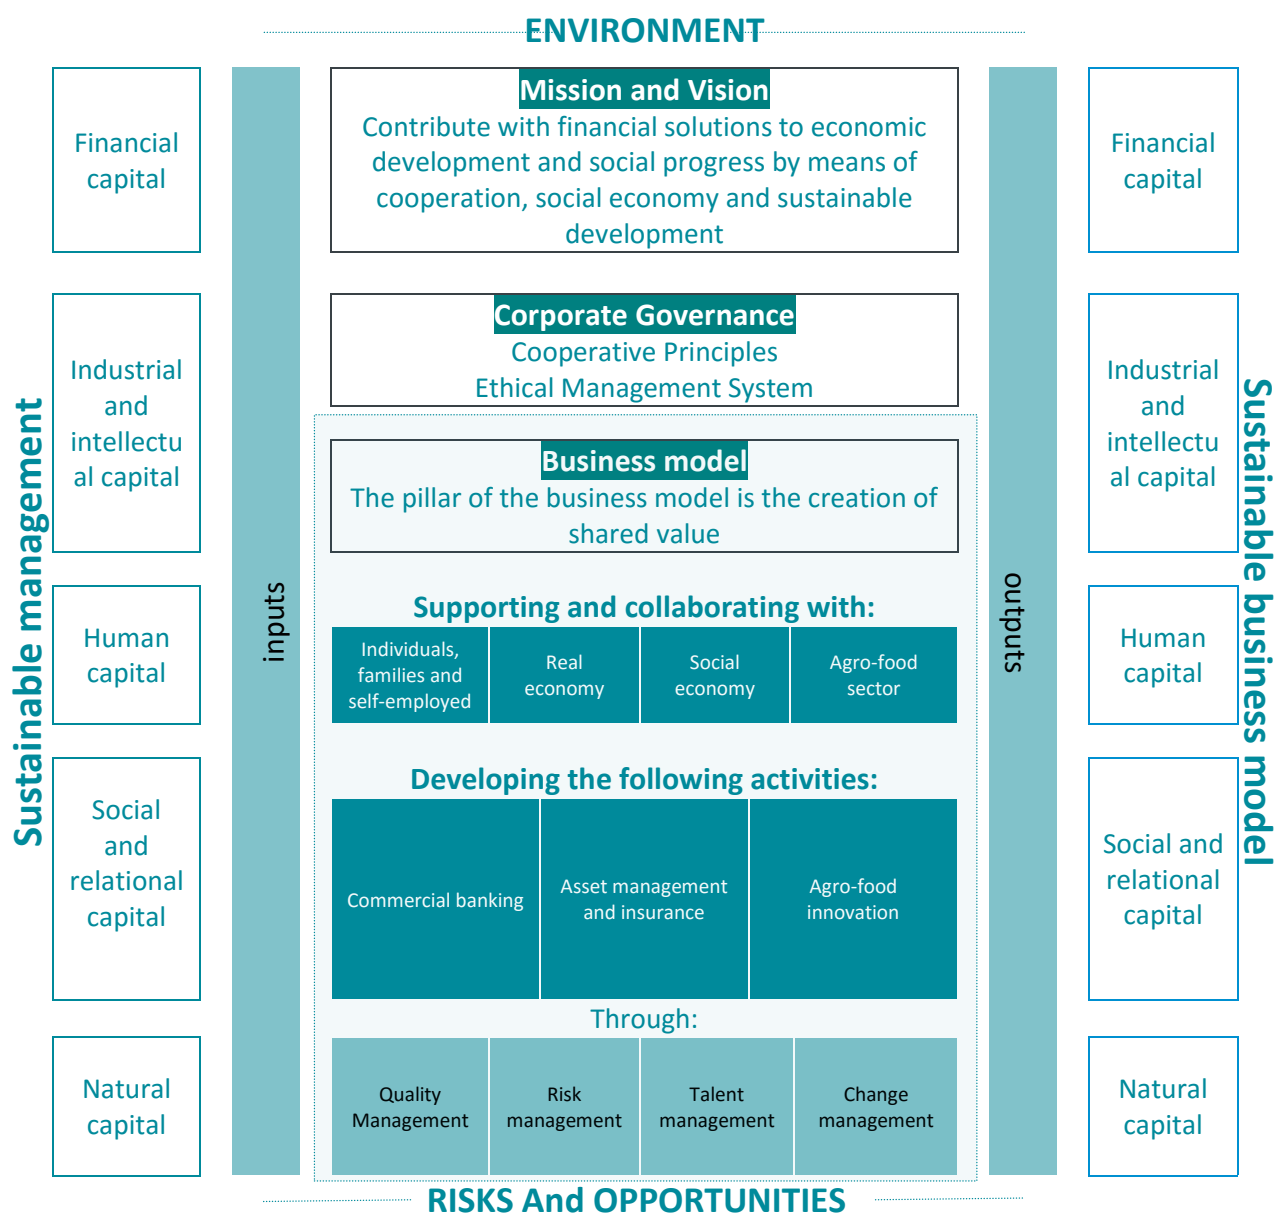 ENVIRONMENT
Sustainable management
Financial
capital
Industrial
and
intellectu
al capital
Human
capital
Social
and
relational
capital
Natural
capital
inputs
Mission and Vision
Contribute with financial solutions to economic
development and social progress by means of
cooperation, social economy and sustainable
development
Corporate Governance
Cooperative Principles
Ethical Management System
Business model
The pillar of the business model is the creation of
shared value
Supporting and collaborating with:
Individuals,
families and
self-employed
Real
economy
Social
economy
Agro-food
sector
Developing the following activities:
Commercial banking
Asset management
and insurance
Agro-food
innovation
Through:
Quality
Management
Risk
management
Talent
management
Change
management
outputs
Financial
capital
Industrial
and
intellectu
al capital
Human
capital
Social and
relational
capital
Natural
capital
Sustainable business model
RISKS And OPPORTUNITIES